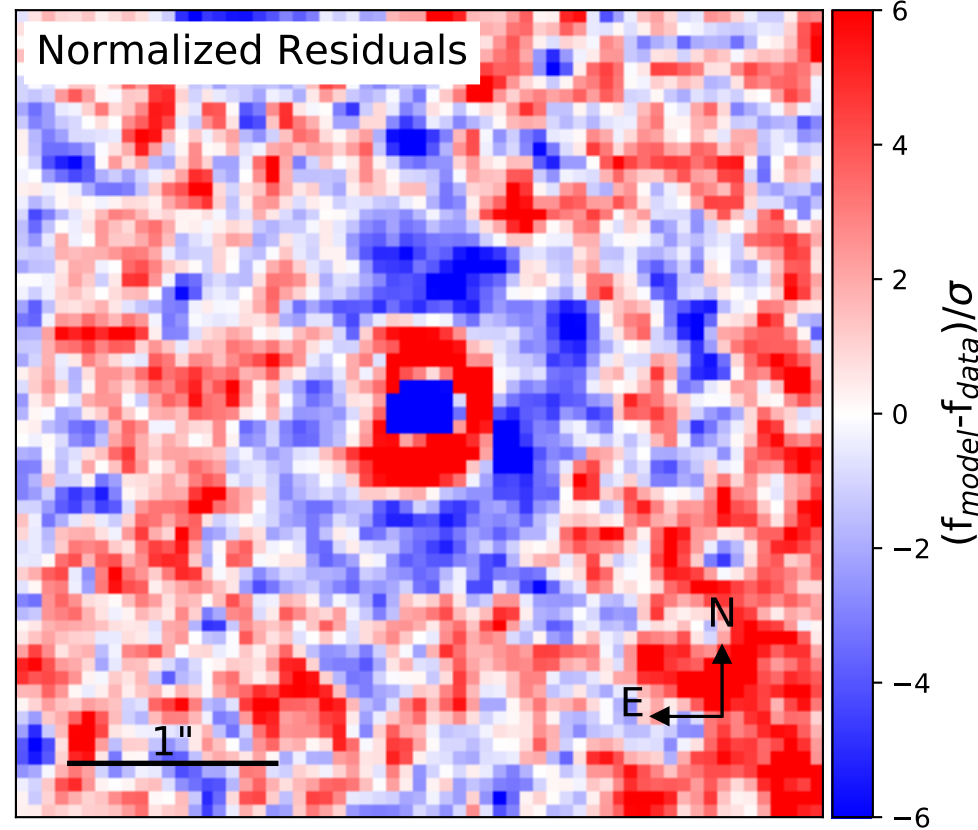 Normalized Residuals
6
4
2
0
−2
−4
−6
(f_model-f_data)/σ
N
E
1"